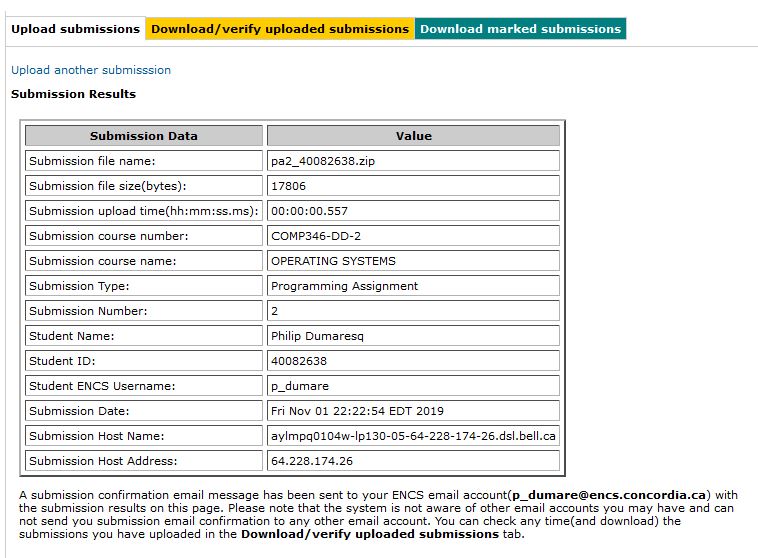 Upload submissions Download/verify uploaded submissions Download marked submissions
Upload another submisssion
Submission Results
Submission Data Value
Submission file name: pa2_40082638.zip
Submission file size(bytes): 17806
Submission upload time(hh:mm:ss.ms): 00:00:00.557
Submission course number: COMP346-DD-2
Submission course name: OPERATING SYSTEMS
Submission Type: Programming Assignment
Submission Number: 2
Student Name: Philip Dumaresq
Student ID: 40082638
Student ENCS Username: p_dumare
Submission Date: Fri Nov 01 22:22:54 EDT 2019
Submission Host Name: aylmpq0104w-lp130-05-64-228-174-26.dsl.bell.ca
Submission Host Address: 64.228.174.26
A submission confirmation email message has been sent to your ENCS email account(p_dumare@encs.concordia.ca) with
the submission results on this page. Please note that the system is not aware of other email accounts you may have and can
not send you submission email confirmation to any other email account. You can check any time(and download) the
submissions you have uploaded in the Download/verify uploaded submissions tab.